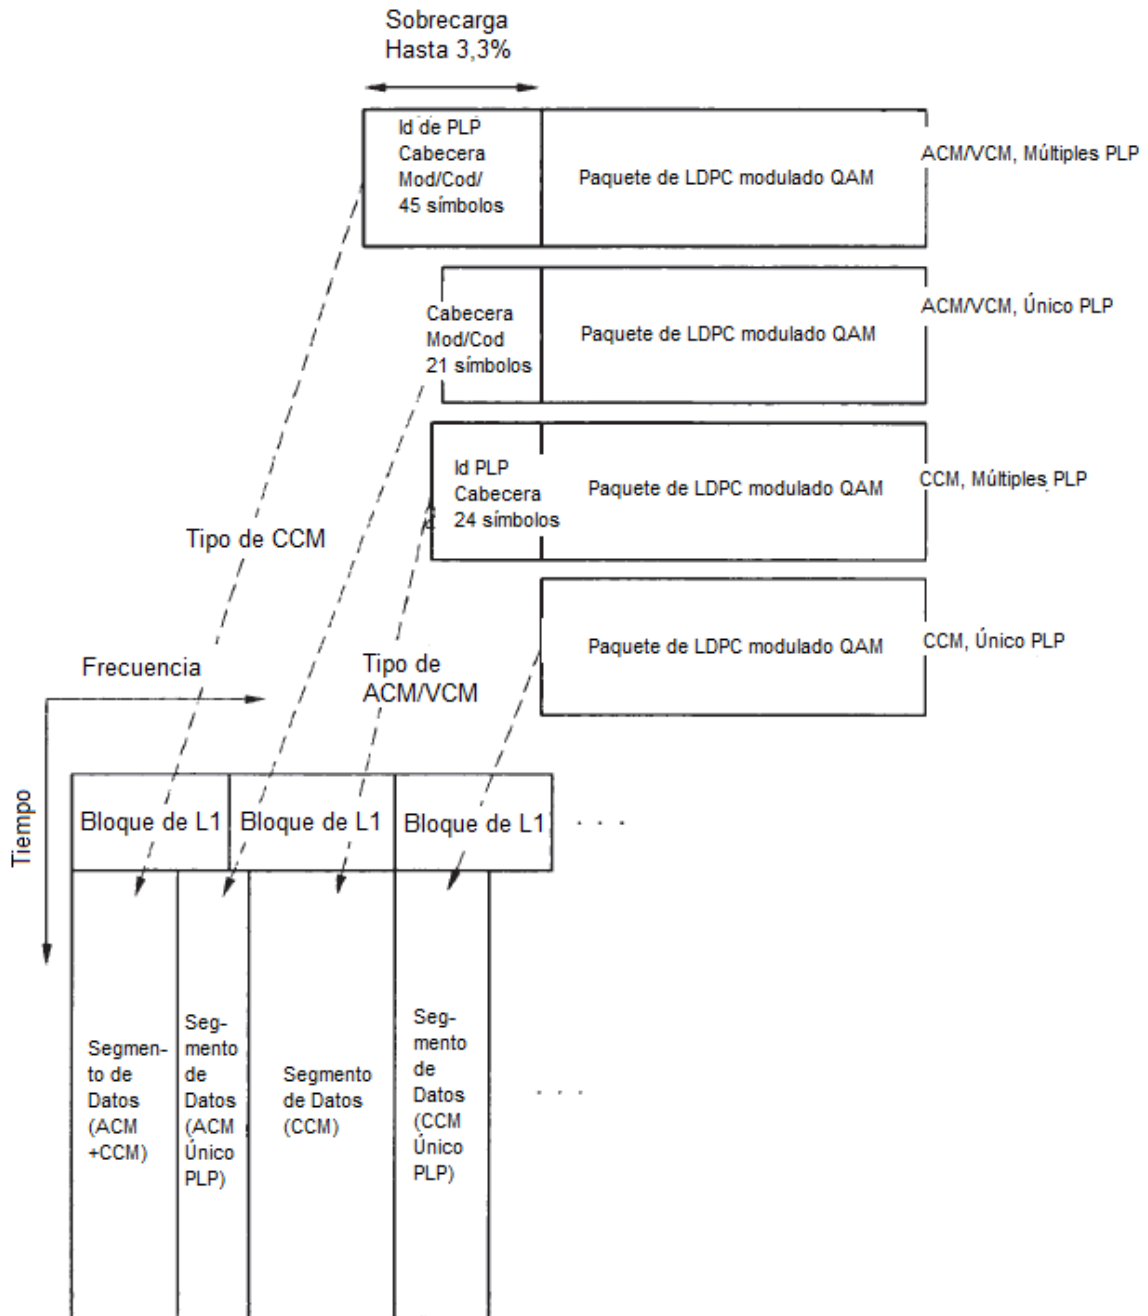 Sobrecarga
Hasta 3,3%
Id de PLP
Cabecera
Mod/Cod/
45 símbolos
Paquete de LDPC modulado QAM
ACM/VCM, Múltiples PLP
Cabecera
Mod/Cod
21 símbolos
Paquete de LDPC modulado QAM
ACM/VCM, Único PLP
Id PLP
Cabecera
24 símbolos
Paquete de LDPC modulado QAM
CCM, Múltiples PLP
Tipo de CCM
Paquete de LDPC modulado QAM
CCM, Único PLP
Tipo de
ACM/VCM
Frecuencia
Tiempo
Bloque de L1
Bloque de L1
Bloque de L1
. . .
Segmen-
to de
Datos
(ACM
+CCM)
Seg-
mento
de
Datos
(ACM
Único
PLP)
Segmento
de Datos
(CCM)
Seg-
mento
de
Datos
(CCM
Único
PLP)
. . .